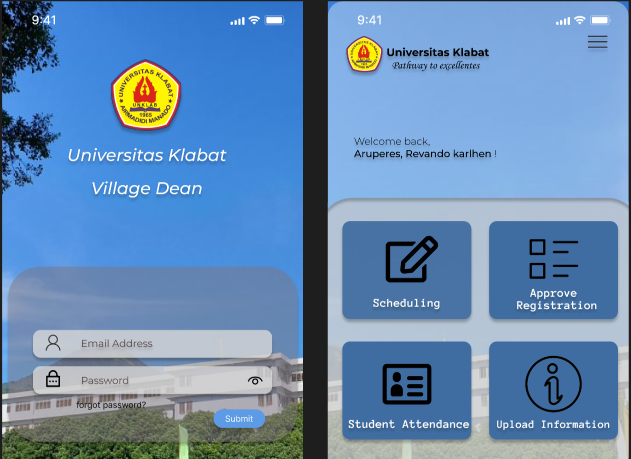 9:41
UNIVERSITAS KLABAT
UNKLAB
1965
AIRMADIDI MANADO
Universitas Klabat
Village Dean
Email Address
Password
forgot password?
Submit
9:41
Universitas Klabat
Pathway to excellentes
Welcome back,
Aruperes, Revando karlhen !
Scheduling
Approve
Registration
Student Attendance
Upload Information